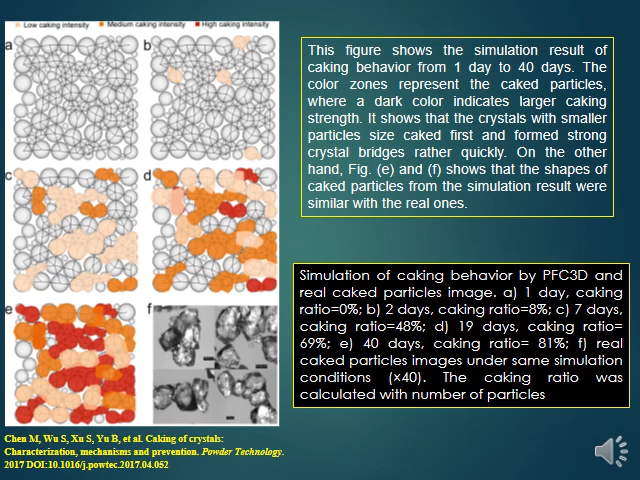 Low caking intensity Medium caking intensity High caking intensity
a
b
c
d
e
f
This figure shows the simulation result of
caking behavior from 1 day to 40 days. The
color zones represent the caked particles,
where a dark color indicates larger caking
strength. It shows that the crystals with smaller
particles size caked first and formed strong
crystal bridges rather quickly. On the other
hand, Fig. (e) and (f) shows that the shapes of
caked particles from the simulation result were
similar with the real ones.
Simulation of caking behavior by PFC3D and
real caked particles image. a) 1 day, caking
ratio=0%; b) 2 days, caking ratio=8%; c) 7 days,
caking ratio=48%; d) 19 days, caking ratio=
69%; e) 40 days, caking ratio= 81%; f) real
caked particles images under same simulation
conditions (×40). The caking ratio was
calculated with number of particles
Chen M, Wu S, Xu S, Yu B, et al. Caking of crystals:
Characterization, mechanisms and prevention. Powder Technology.
2017 DOI:10.1016/j.powtec.2017.04.052